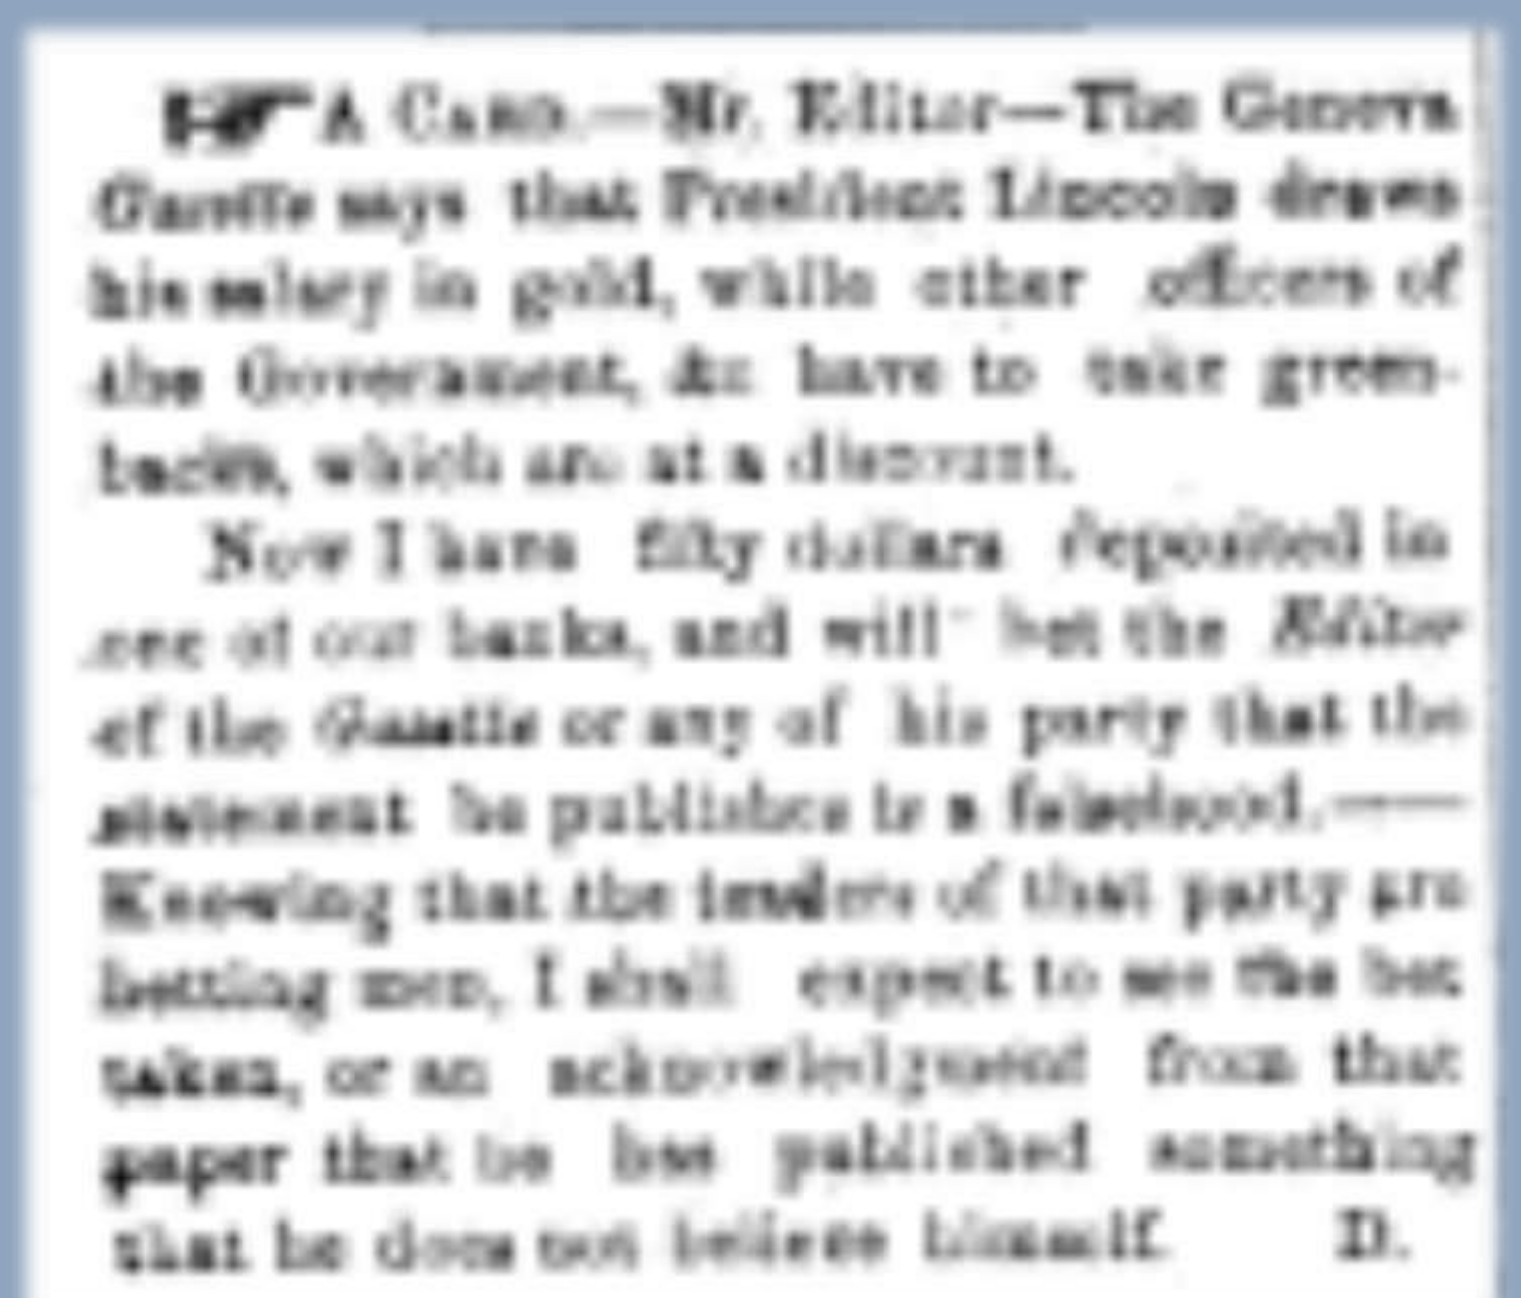 ☞ A CARD.—Mr. Editor—The Geneva
Gazette says that President Lincoln draws
his salary in gold, while other officers of
the Government, &c have to take green-
backs, which are at a discount.
Now I have fifty dollars deposited in
one of our banks, and will bet the Editor
of the Gazette or any of his party that the
statement he publishes is a falsehood.——
Knowing that the leaders of that party are
betting men, I shall expect to see the bet
taken, or an acknowledgment from that
paper that he has published something
that he does not believe himself. D.